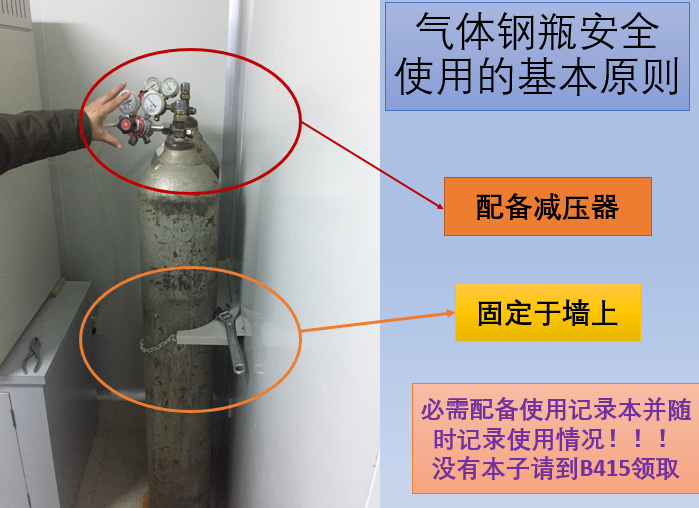 气体钢瓶安全
使用的基本原则
配备减压器
固定于墙上
必需配备使用记录本并随
时记录使用情况！！！
没有本子请到B415领取